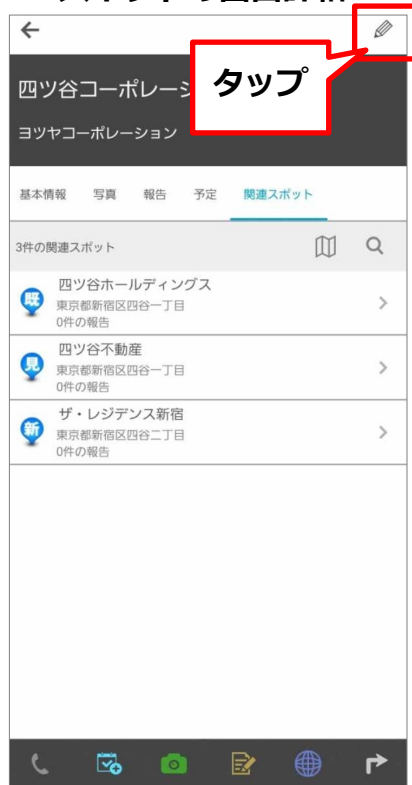 タップ
四ツ谷コーポレーシ
ヨツヤコーポレーション
基本情報 写真 報告 予定 関連スポット
3件の関連スポット
既
四ツ谷ホールディングス
東京都新宿区四谷一丁目
0件の報告
見
四ツ谷不動産
東京都新宿区四谷一丁目
0件の報告
新
ザ・レジデンス新宿
東京都新宿区四谷二丁目
0件の報告